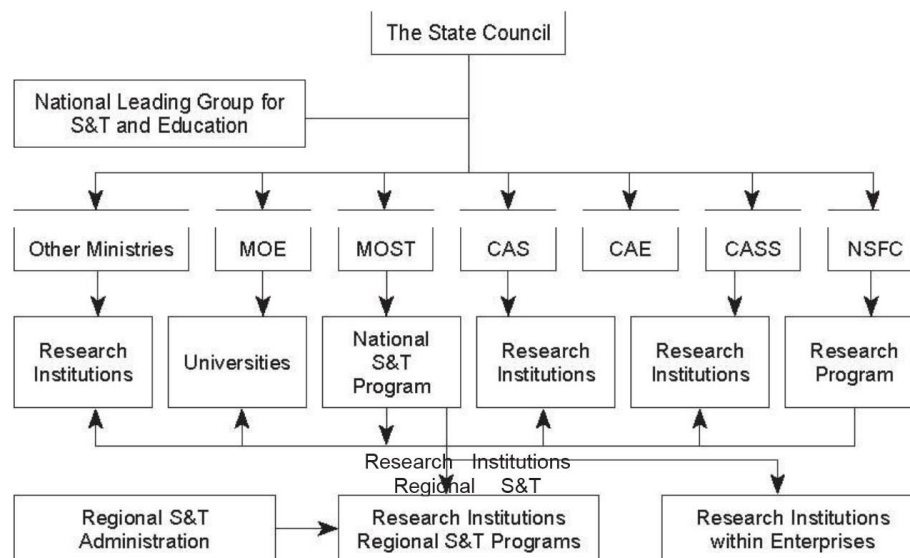 The State Council
National Leading Group for
S&T and Education
Other Ministries
MOE
MOST
CAS
CAE
CASS
NSFC
Research
Institutions
Universities
National
S&T
Program
Research
Institutions
Research
Institutions
Research
Program
Research Institutions
Regional S&T
Regional S&T
Administration
Research Institutions
Regional S&T Programs
Research Institutions
within Enterprises